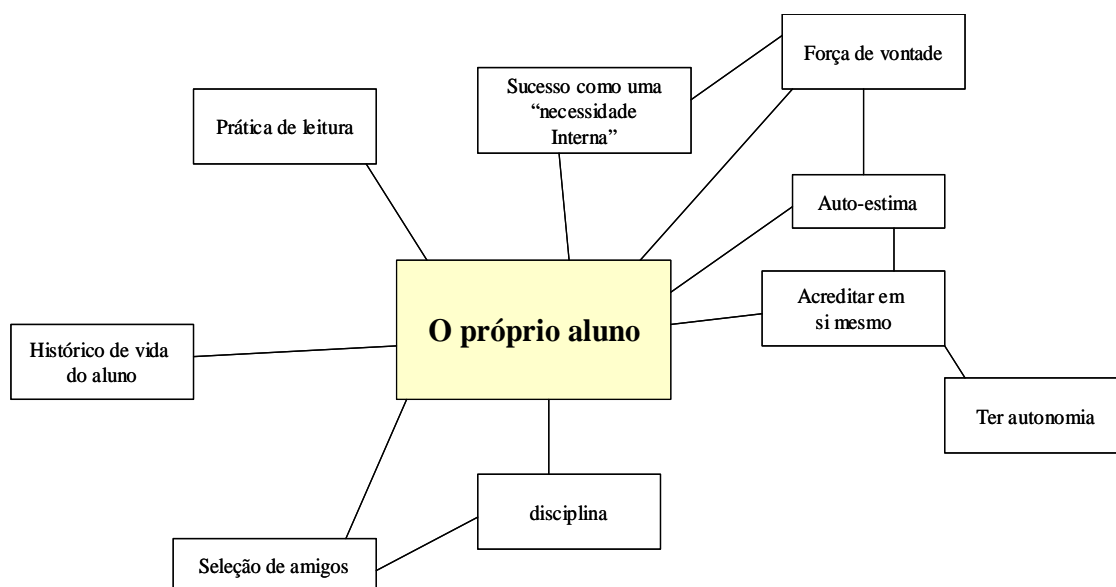 Força de vontade
Sucesso como uma
“necessidade
Interna”
Prática de leitura
Auto-estima
Acreditar em
si mesmo
O próprio aluno
Histórico de vida
do aluno
Ter autonomia
disciplina
Seleção de amigos